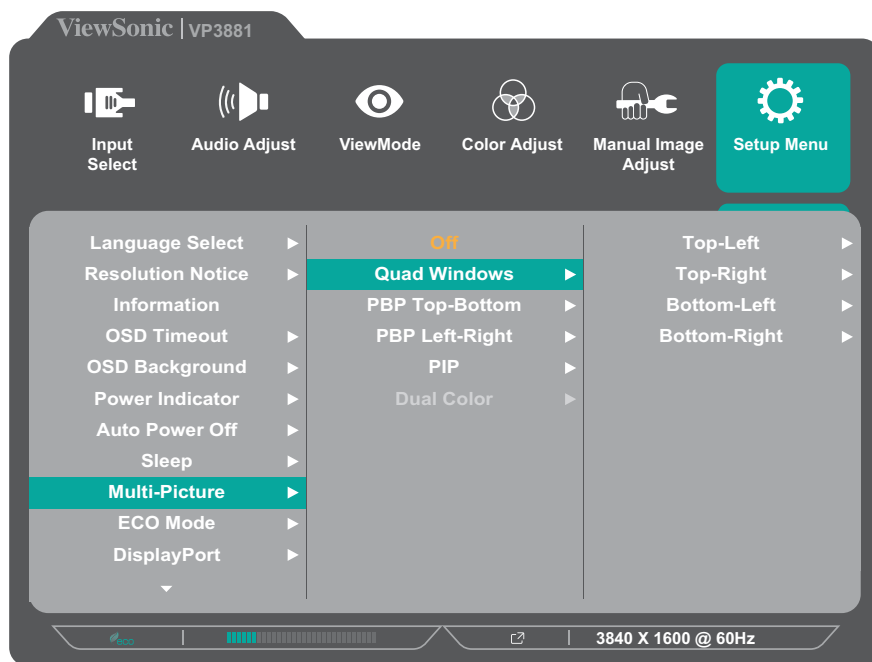 ViewSonic | VP3881
Input Select
Audio Adjust
ViewMode
Color Adjust
Manual Image Adjust
Setup Menu
Language Select
Resolution Notice
Information
OSD Timeout
OSD Background
Power Indicator
Auto Power Off
Sleep
Multi-Picture
ECO Mode
DisplayPort
Off
Quad Windows
PBP Top-Bottom
PBP Left-Right
PIP
Dual Color
Top-Left
Top-Right
Bottom-Left
Bottom-Right
eco
3840 X 1600 @ 60Hz